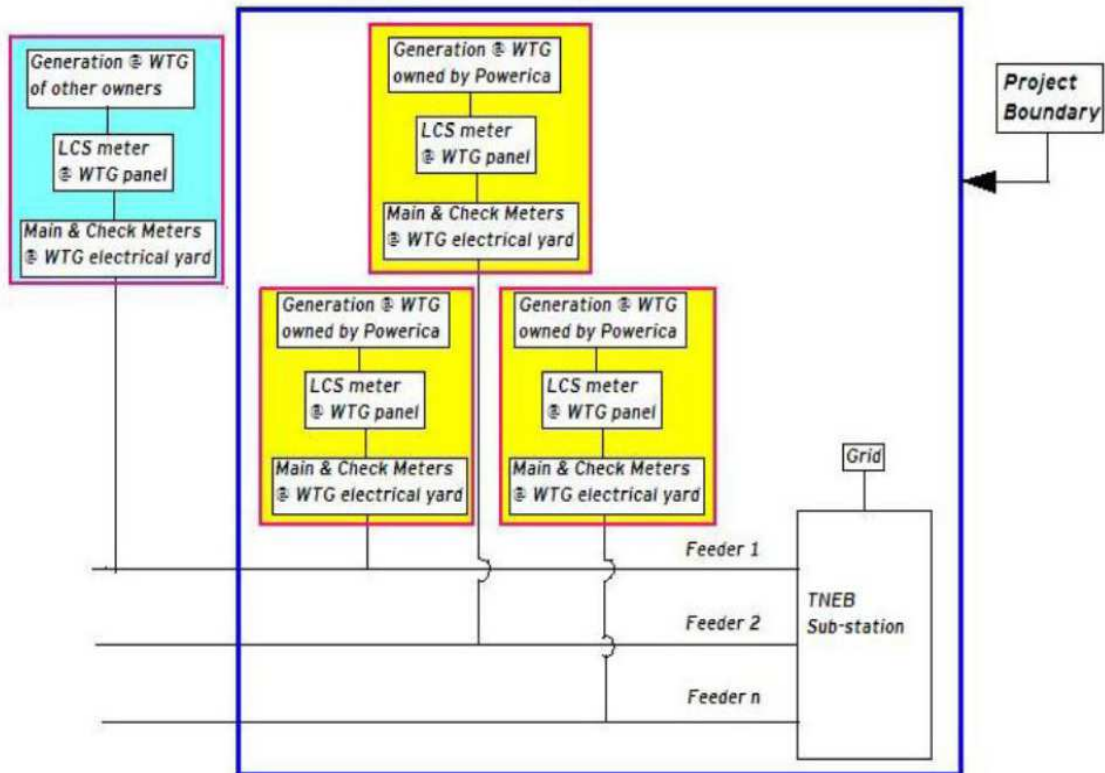 Generation @ WTG
of other owners
LCS meter
@ WTG panel
Main & Check Meters
@ WTG electrical yard
Generation @ WTG
owned by Powerica
LCS meter
@ WTG panel
Main & Check Meters
@ WTG electrical yard
Project
Boundary
Generation @ WTG
owned by Powerica
LCS meter
@ WTG panel
Main & Check Meters
@ WTG electrical yard
Generation @ WTG
owned by Powerica
LCS meter
@ WTG panel
Main & Check Meters
@ WTG electrical yard
Grid
Feeder 1
Feeder 2
Feeder n
TNEB
Sub-station